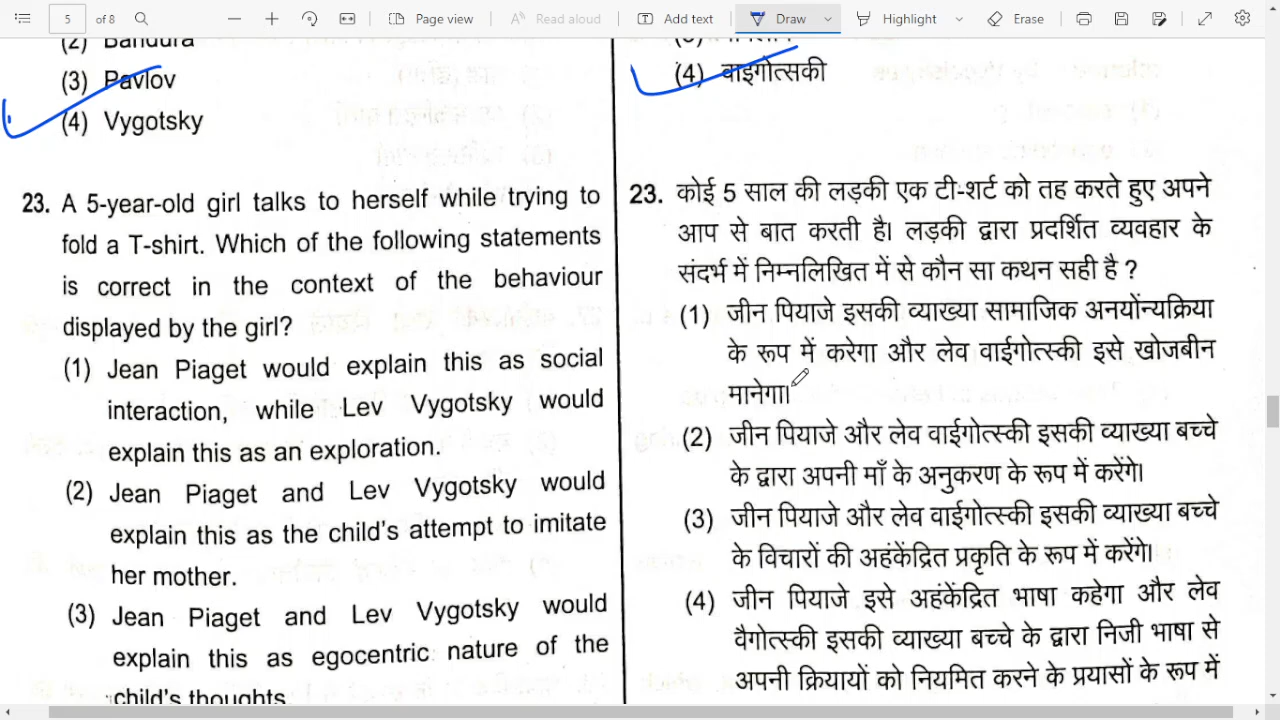 5 of 8 Page view Read aloud Add text Draw Highlight Erase
(2) Bandura
(3) Pavlov
(4) Vygotsky
23. A 5-year-old girl talks to herself while trying to
fold a T-shirt. Which of the following statements
is correct in the context of the behaviour
displayed by the girl?
(1) Jean Piaget would explain this as social
interaction, while Lev Vygotsky would
explain this as an exploration.
(2) Jean Piaget and Lev Vygotsky would
explain this as the child's attempt to imitate
her mother.
(3) Jean Piaget and Lev Vygotsky would
explain this as egocentric nature of the
child's thoughts
(4) वाइगोत्सकी
23. कोई 5 साल की लड़की एक टी-शर्ट को तह करते हुए अपने
आप से बात करती है। लड़की द्वारा प्रदर्शित व्यवहार के
संदर्भ में निम्नलिखित में से कौन सा कथन सही है ?
(1) जीन पियाजे इसकी व्याख्या सामाजिक अनयोंन्यक्रिया
के रूप में करेगा और लेव वाईगोत्स्की इसे खोजबीन
मानेगा।
(2) जीन पियाजे और लेव वाईगोत्स्की इसकी व्याख्या बच्चे
के द्वारा अपनी माँ के अनुकरण के रूप में करेंगे।
(3) जीन पियाजे और लेव वाईगोत्स्की इसकी व्याख्या बच्चे
के विचारों की अहंकेंद्रित प्रकृति के रूप में करेंगे।
(4) जीन पियाजे इसे अहंकेंद्रित भाषा कहेगा और लेव
वैगोत्स्की इसकी व्याख्या बच्चे के द्वारा निजी भाषा से
अपनी क्रियायों को नियमित करने के प्रयासों के रूप में